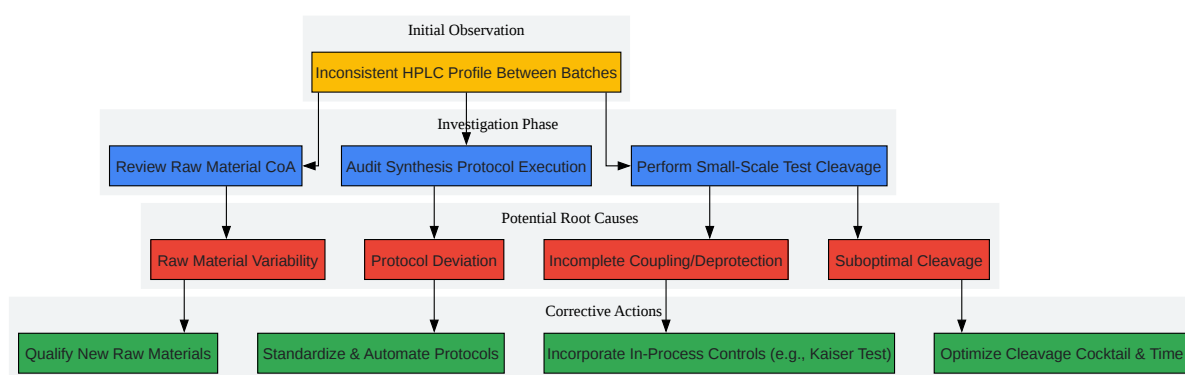 Initial Observation
Inconsistent HPLC Profile Between Batches
Investigation Phase
Review Raw Material CoA
Audit Synthesis Protocol Execution
Perform Small-Scale Test Cleavage
Potential Root Causes
Raw Material Variability
Protocol Deviation
Incomplete Coupling/Deprotection
Suboptimal Cleavage
Corrective Actions
Qualify New Raw Materials
Standardize & Automate Protocols
Incorporate In-Process Controls (e.g., Kaiser Test)
Optimize Cleavage Cocktail & Time